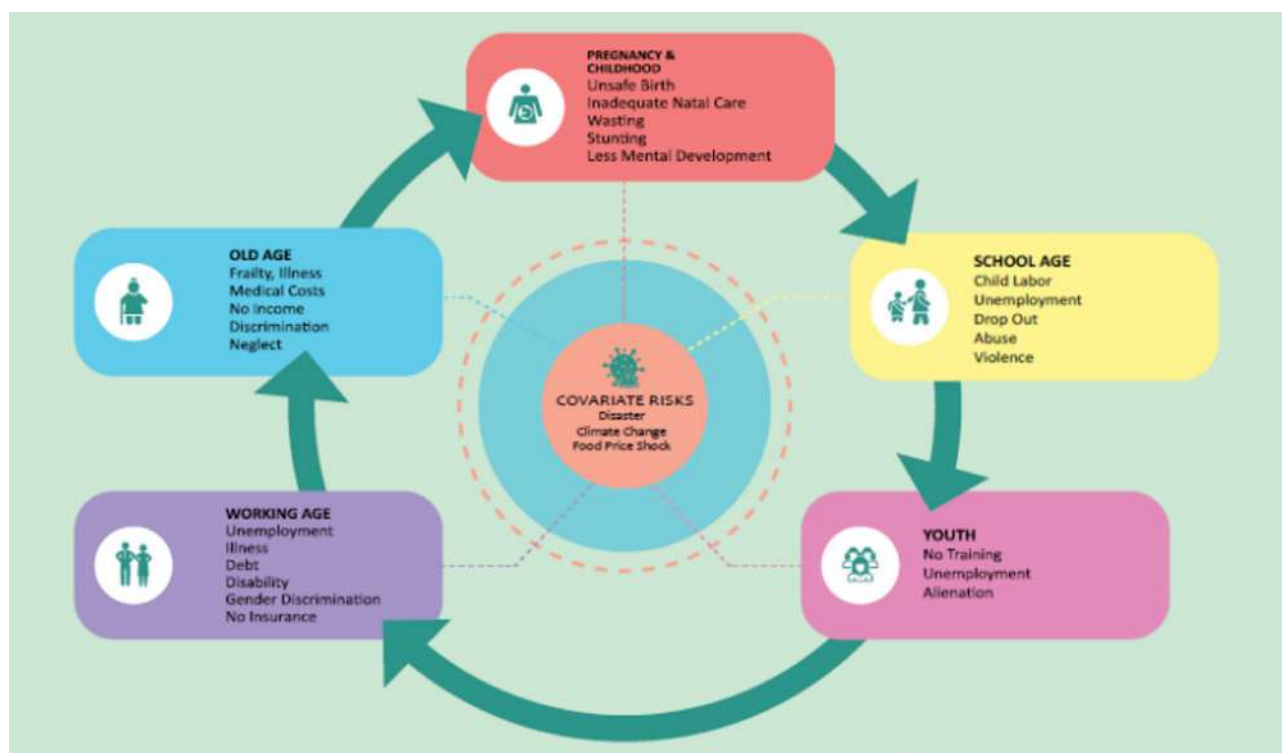 PREGNANCY &
CHILDHOOD
Unsafe Birth
Inadequate Natal Care
Wasting
Stunting
Less Mental Development
SCHOOL AGE
Child Labor
Unemployment
Drop Out
Abuse
Violence
YOUTH
No Training
Unemployment
Alienation
WORKING AGE
Unemployment
Illness
Debt
Disability
Gender Discrimination
No Insurance
OLD AGE
Frailty, Illness
Medical Costs
No Income
Discrimination
Neglect
COVARIATE RISKS
Disaster
Climate Change
Food Price Shock